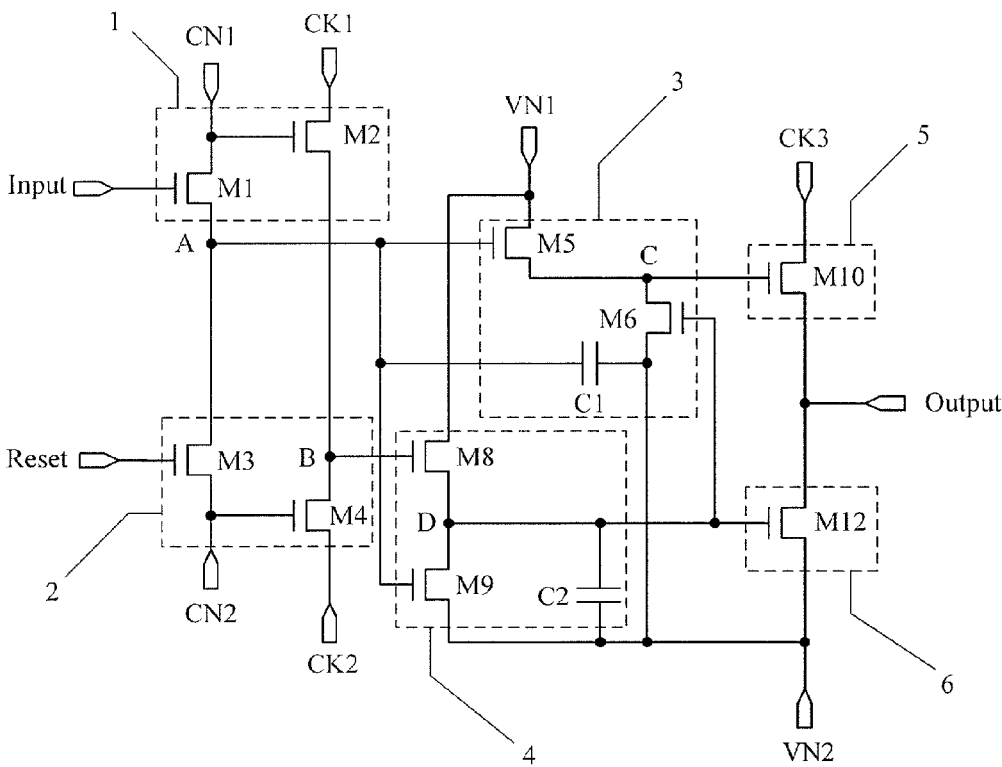 1
CN1
CK1
3
VN1
CK3
5
M2
Input
M1
A
M5
C
M10
M6
C1
Output
Reset
M3
B
M8
M4
D
M12
M9
C2
2
CN2
CK2
4
6
VN2